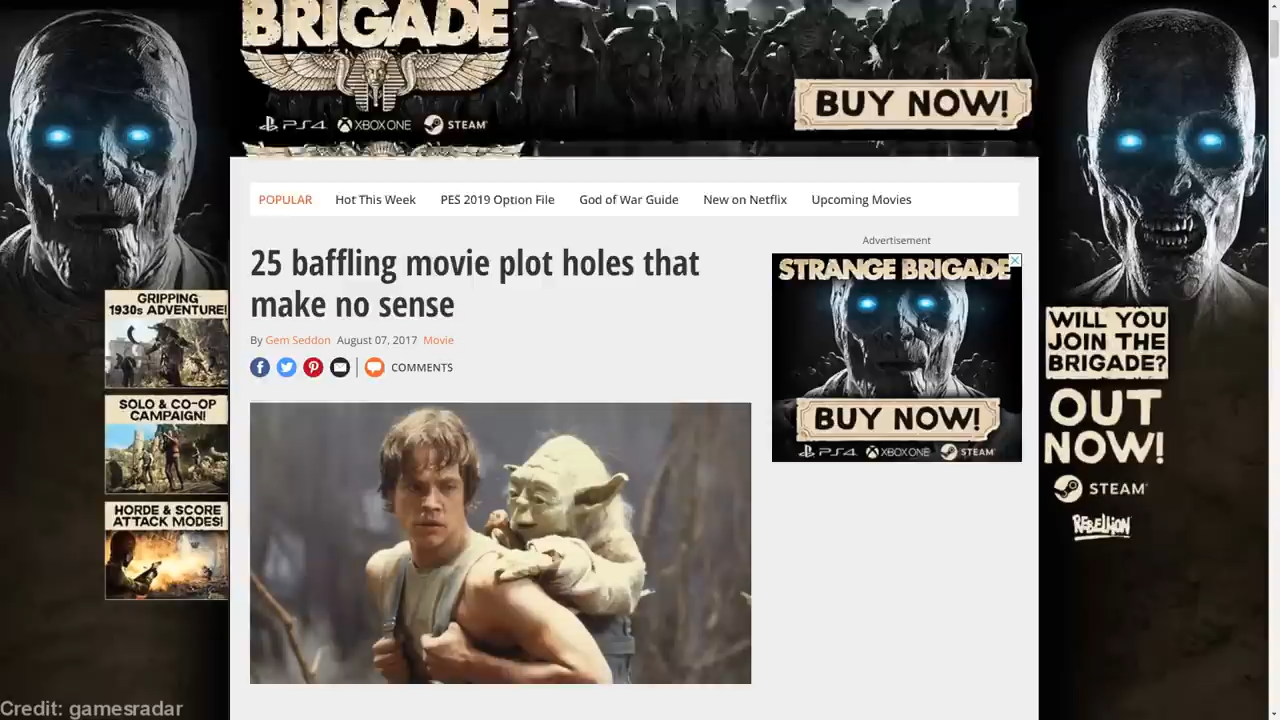 BRIGADE
PS4 XBOX ONE STEAM
BUY NOW!
POPULAR Hot This Week PES 2019 Option File God of War Guide New on Netflix Upcoming Movies
25 baffling movie plot holes that
make no sense
By Gem Seddon August 07, 2017 Movie
COMMENTS
Advertisement
STRANGE BRIGADE
BUY NOW!
PS4 XBOX ONE STEAM
GRIPPING
1930s ADVENTURE!
SOLO & CO-OP
CAMPAIGN!
HORDE & SCORE
ATTACK MODES!
WILL YOU
JOIN THE
BRIGADE?
OUT
NOW!
STEAM
REBELLION
Credit: gamesradar